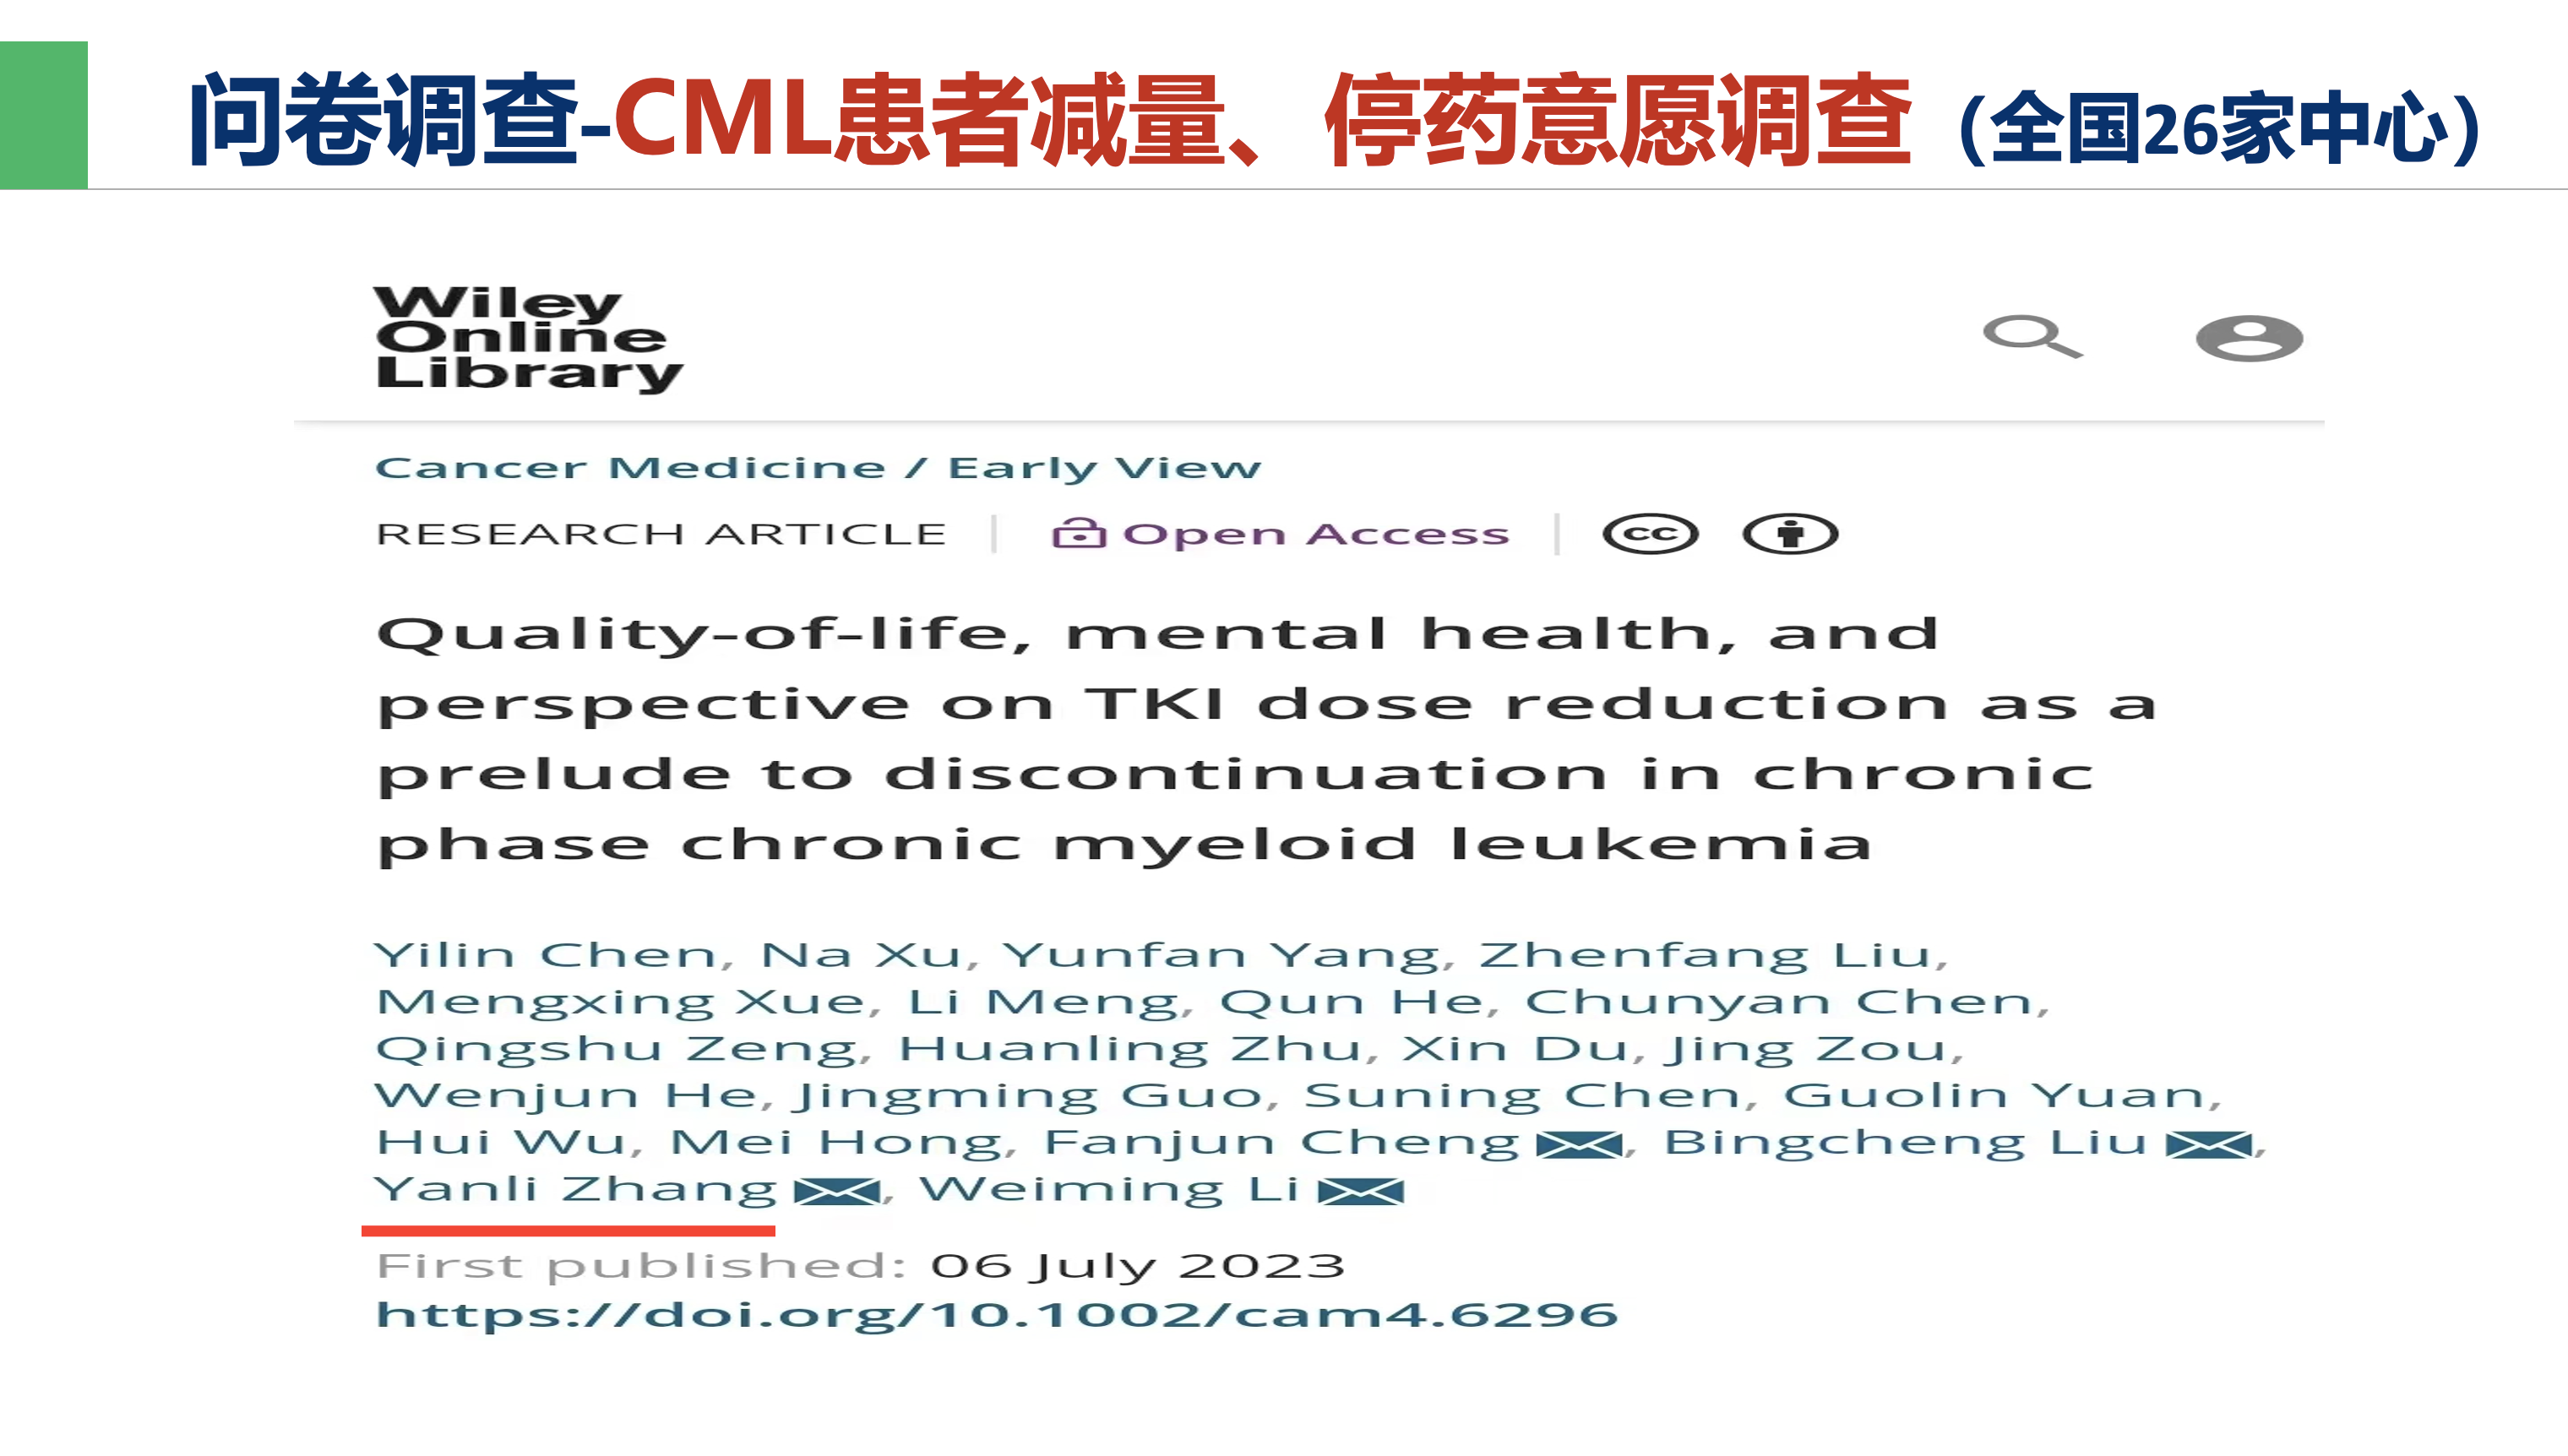 问卷调查-CML患者减量、停药意愿调查（全国26家中心）
Wiley
Online
Library
Cancer Medicine / Early View
RESEARCH ARTICLE | Open Access | cc
Quality-of-life, mental health, and
perspective on TKI dose reduction as a
prelude to discontinuation in chronic
phase chronic myeloid leukemia
Yilin Chen, Na Xu, Yunfan Yang, Zhenfang Liu,
Mengxing Xue, Li Meng, Qun He, Chunyan Chen,
Qingshu Zeng, Huanling Zhu, Xin Du, Jing Zou,
Wenjun He, Jingming Guo, Suning Chen, Guolin Yuan,
Hui Wu, Mei Hong, Fanjun Cheng, Bingcheng Liu,
Yanli Zhang, Weiming Li
First published: 06 July 2023
https://doi.org/10.1002/cam4.6296